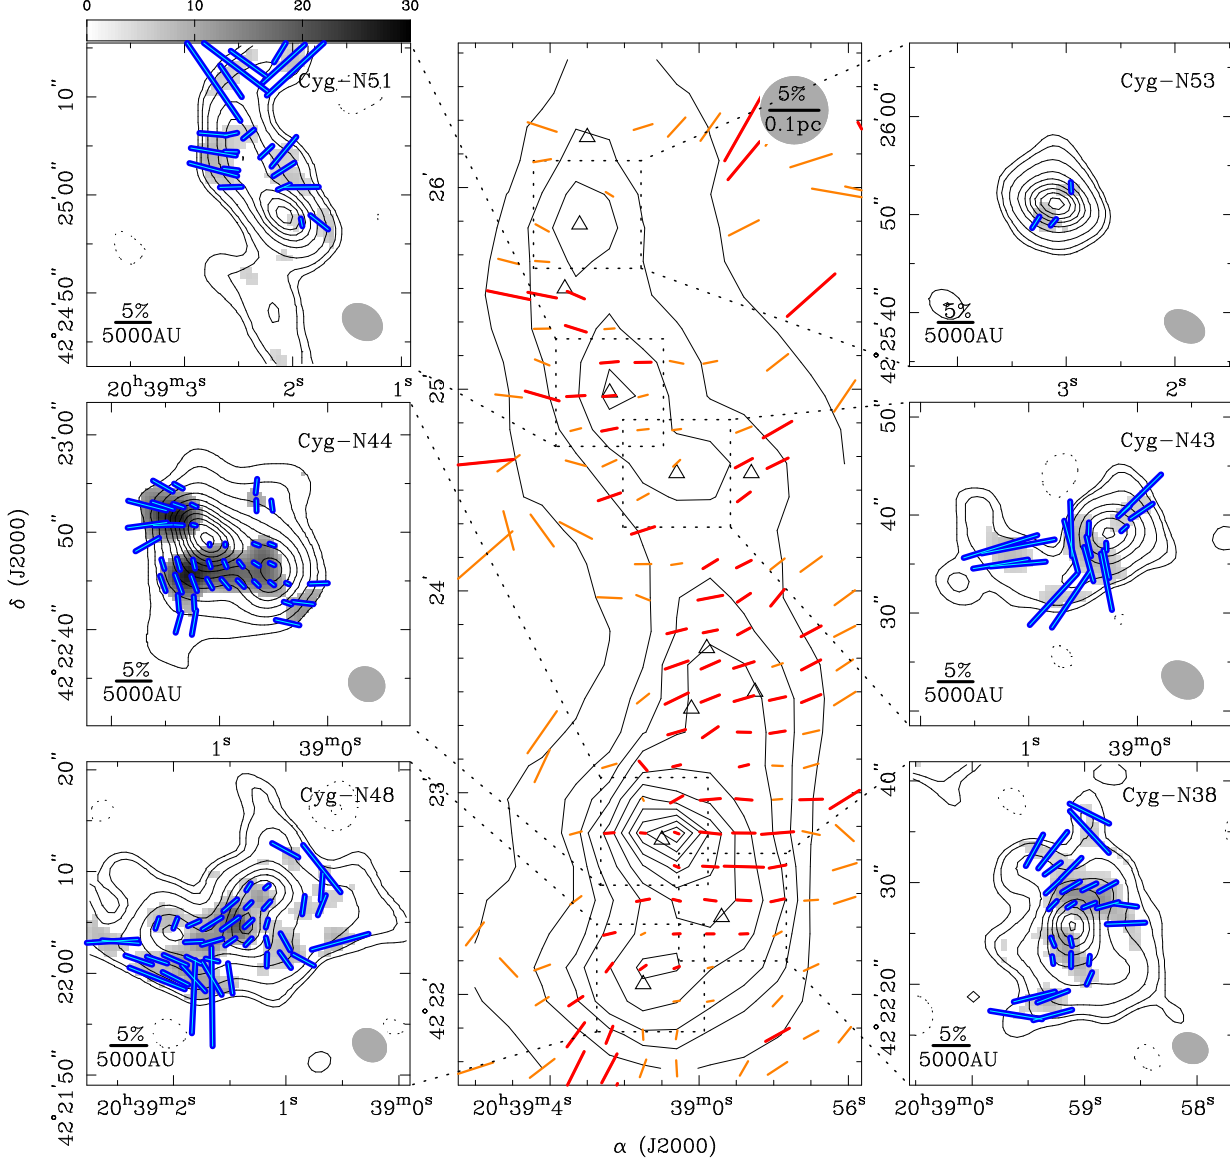 0 10 20 30
Cyg-N51
10"
25' 00"
42° 24' 50"
5%
5000AU
20h39m3s 2s 1s
Cyg-N44
23' 00"
50"
42° 22' 40"
5%
5000AU
1s 39m0s
Cyg-N48
20"
10"
22' 00"
42° 21' 50"
5%
5000AU
20h39m2s 1s 39m0s
δ (J2000)
5%
0.1pc
26'
25'
24'
23'
42° 22'
20h39m4s 39m0s 56s
α (J2000)
Cyg-N53
26' 00"
50"
42° 25' 40"
5%
5000AU
3s 2s
Cyg-N43
50"
40"
30"
5%
5000AU
1s 39m0s
Cyg-N38
40"
30"
42° 22' 20"
5%
5000AU
20h39m0s 59s 58s